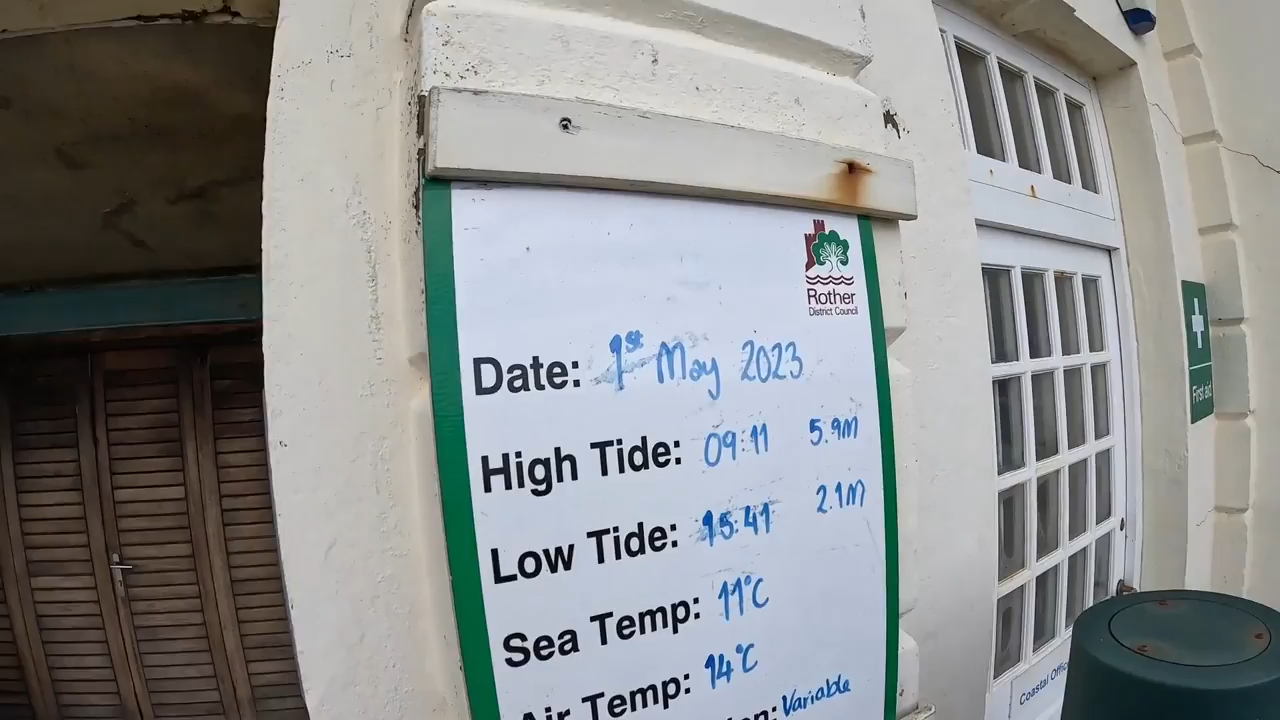 Rother
District Council
Date: 1st May 2023
High Tide: 09:11 5.9M
Low Tide: 15:41 2.1M
Sea Temp: 11°C
Air Temp: 14°C
Variable
First aid
Coastal